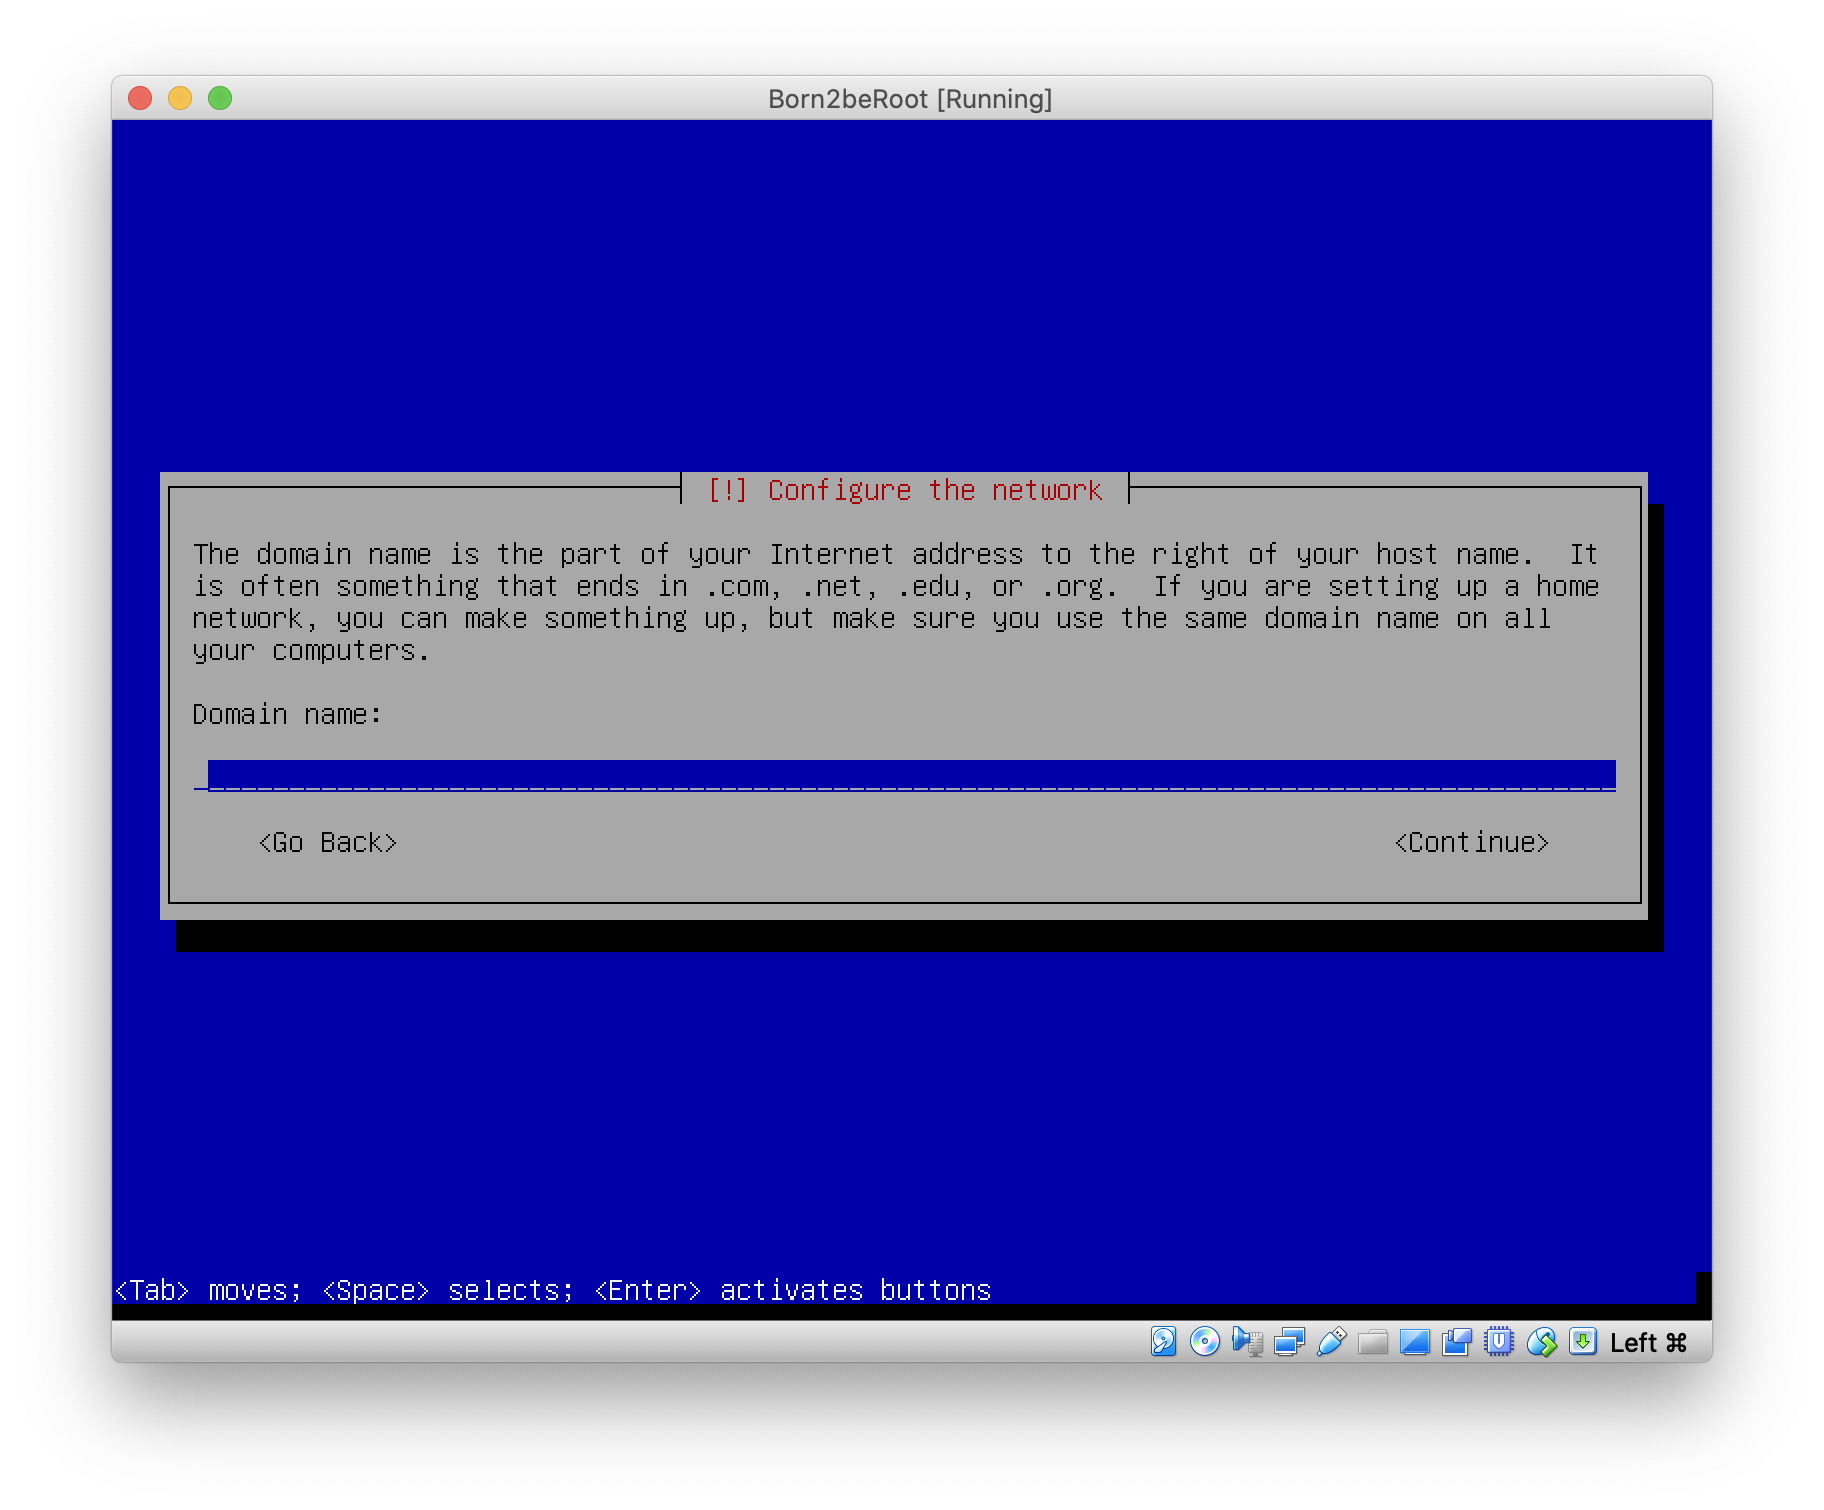 Born2beRoot [Running]
[!] Configure the network
The domain name is the part of your Internet address to the right of your host name.  It
is often something that ends in .com, .net, .edu, or .org.  If you are setting up a home
network, you can make something up, but make sure you use the same domain name on all
your computers.
Domain name:
<Go Back>
<Continue>
<Tab> moves; <Space> selects; <Enter> activates buttons
Left ⌘